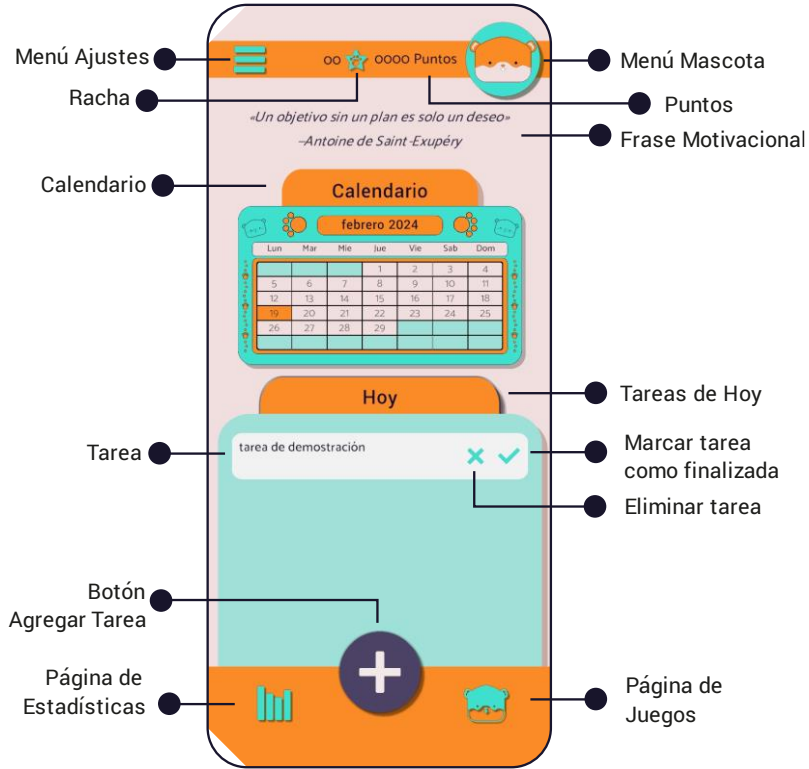 Menú Ajustes
oo
oooo Puntos
Menú Mascota
Racha
Puntos
«Un objetivo sin un plan es solo un deseo»
–Antoine de Saint-Exupéry
Frase Motivacional
Calendario
Calendario
febrero 2024
Lun Mar Mie Jue Vie Sab Dom
1 2 3 4
5 6 7 8 9 10 11
12 13 14 15 16 17 18
19 20 21 22 23 24 25
26 27 28 29
Hoy
Tareas de Hoy
Tarea
tarea de demostración
Marcar tarea
como finalizada
Eliminar tarea
Botón
Agregar Tarea
Página de
Estadísticas
Página de
Juegos